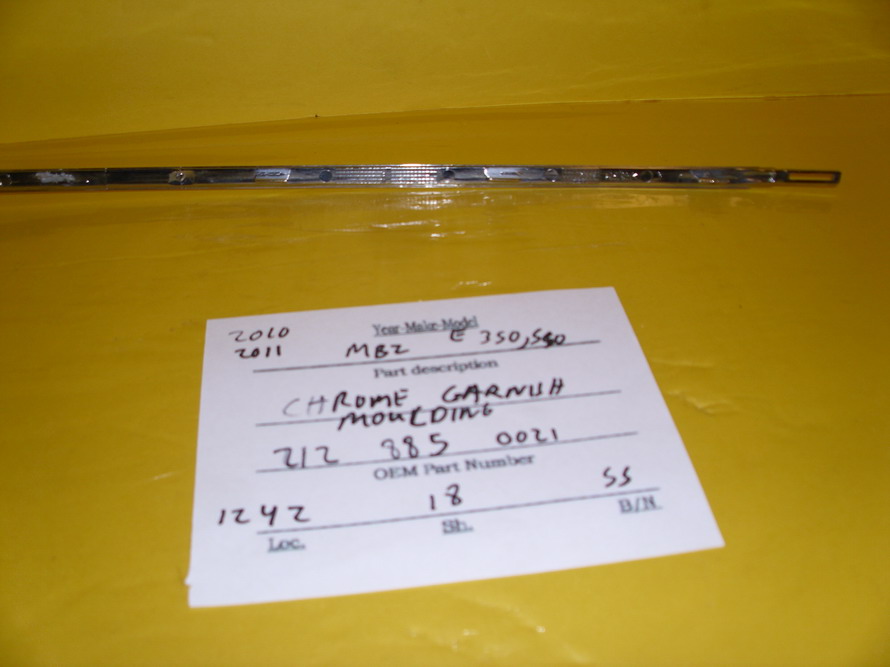 2010 Year-Make-Model
2011 MBZ E 350,550
Part description
CHROME GARNISH
MOULDING
212 885 0021
OEM Part Number
1242 18 SS
Loc. Sh. B/N.